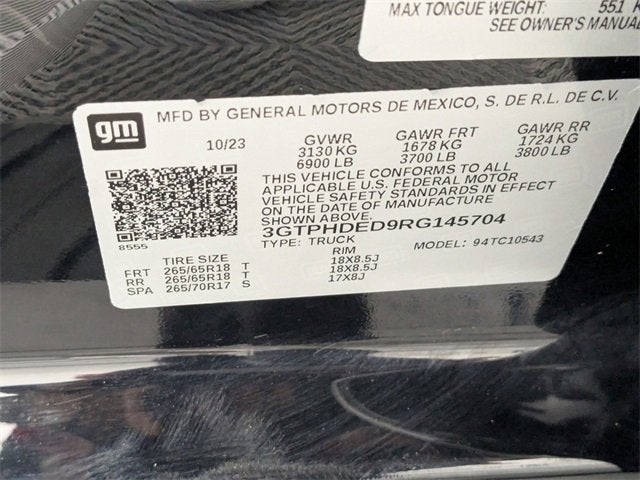 MAX TONGUE WEIGHT: 551 K
SEE OWNER'S MANUAL
gm
MFD BY GENERAL MOTORS DE MEXICO, S. DE R.L. DE C.V.
10/23 GVWR GAWR FRT GAWR RR
3130 KG 1678 KG 1724 KG
6900 LB 3700 LB 3800 LB
THIS VEHICLE CONFORMS TO ALL
APPLICABLE U.S. FEDERAL MOTOR
VEHICLE SAFETY STANDARDS IN EFFECT
ON THE DATE OF MANUFACTURE
SHOWN ABOVE.
3GTPHDED9RG145704
8555
TYPE: TRUCK MODEL: 94TC10543
TIRE SIZE RIM
FRT 265/65R18 T 18X8.5J
RR 265/65R18 T 18X8.5J
SPA 265/70R17 S 17X8J